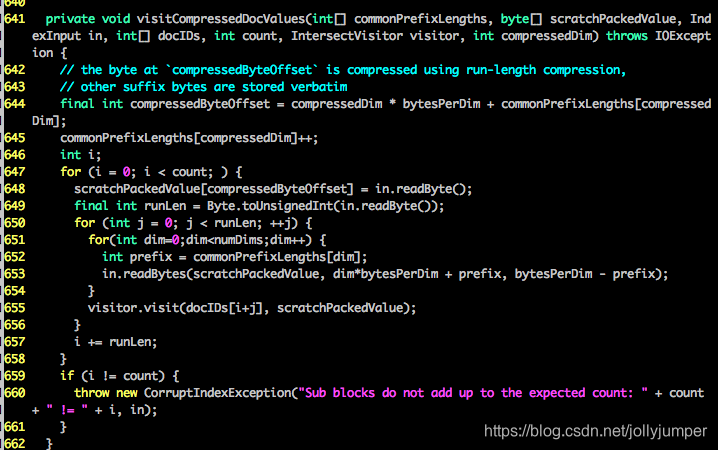 640
641   private void visitCompressedDocValues(int[] commonPrefixLengths, byte[] scratchPackedValue, Ind
exInput in, int[] docIDs, int count, IntersectVisitor visitor, int compressedDim) throws IOExcept
ion {
642     // the byte at `compressedByteOffset` is compressed using run-length compression,
643     // other suffix bytes are stored verbatim
644     final int compressedByteOffset = compressedDim * bytesPerDim + commonPrefixLengths[compressed
Dim];
645     commonPrefixLengths[compressedDim]++;
646     int i;
647     for (i = 0; i < count; ) {
648       scratchPackedValue[compressedByteOffset] = in.readByte();
649       final int runLen = Byte.toUnsignedInt(in.readByte());
650       for (int j = 0; j < runLen; ++j) {
651         for(int dim=0;dim<numDims;dim++) {
652           int prefix = commonPrefixLengths[dim];
653           in.readBytes(scratchPackedValue, dim*bytesPerDim + prefix, bytesPerDim - prefix);
654         }
655         visitor.visit(docIDs[i+j], scratchPackedValue);
656       }
657       i += runLen;
658     }
659     if (i != count) {
660       throw new CorruptIndexException("Sub blocks do not add up to the expected count: " + count
+ " != " + i, in);
661     }
662   }
https://blog.csdn.net/jollyjumper